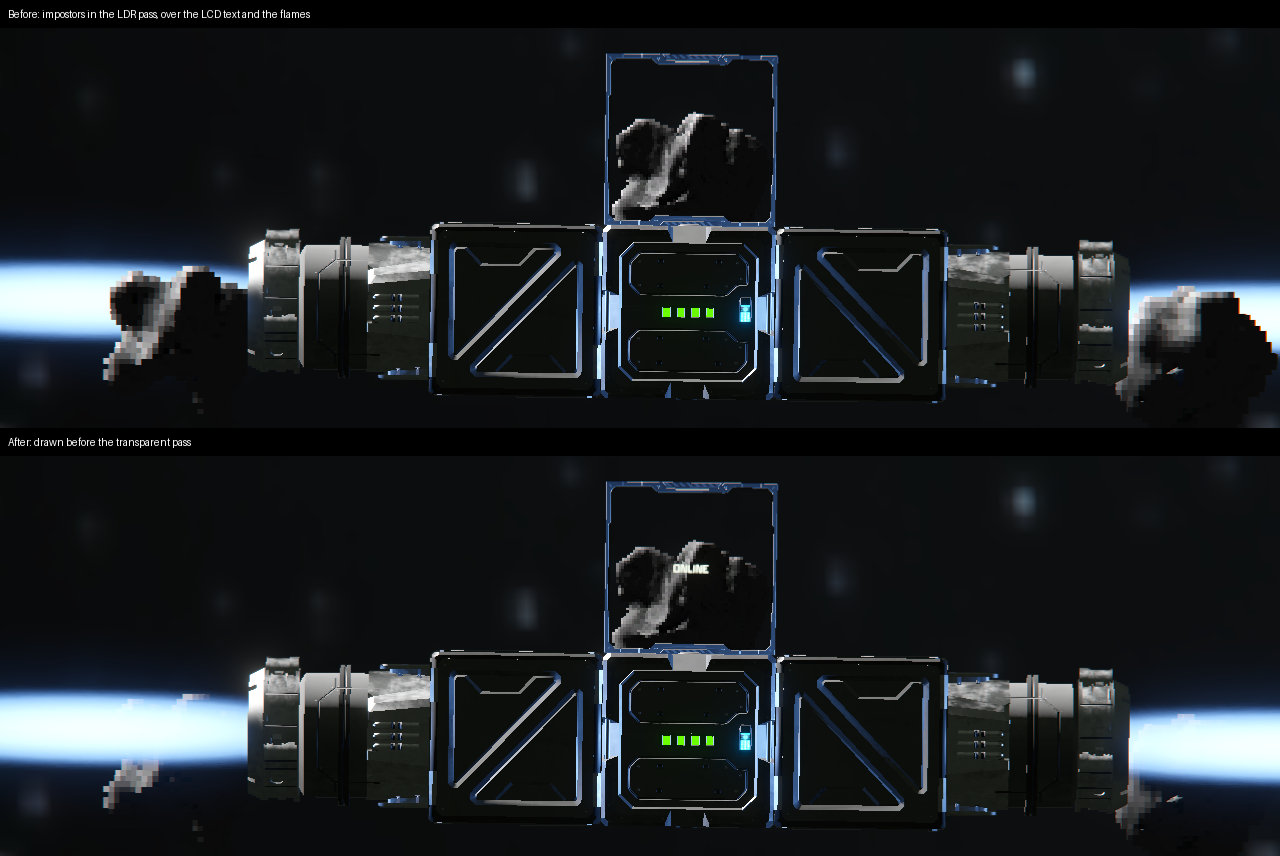 Before: impostors in the LDR pass, over the LCD text and the flames
After: drawn before the transparent pass
ONLINE